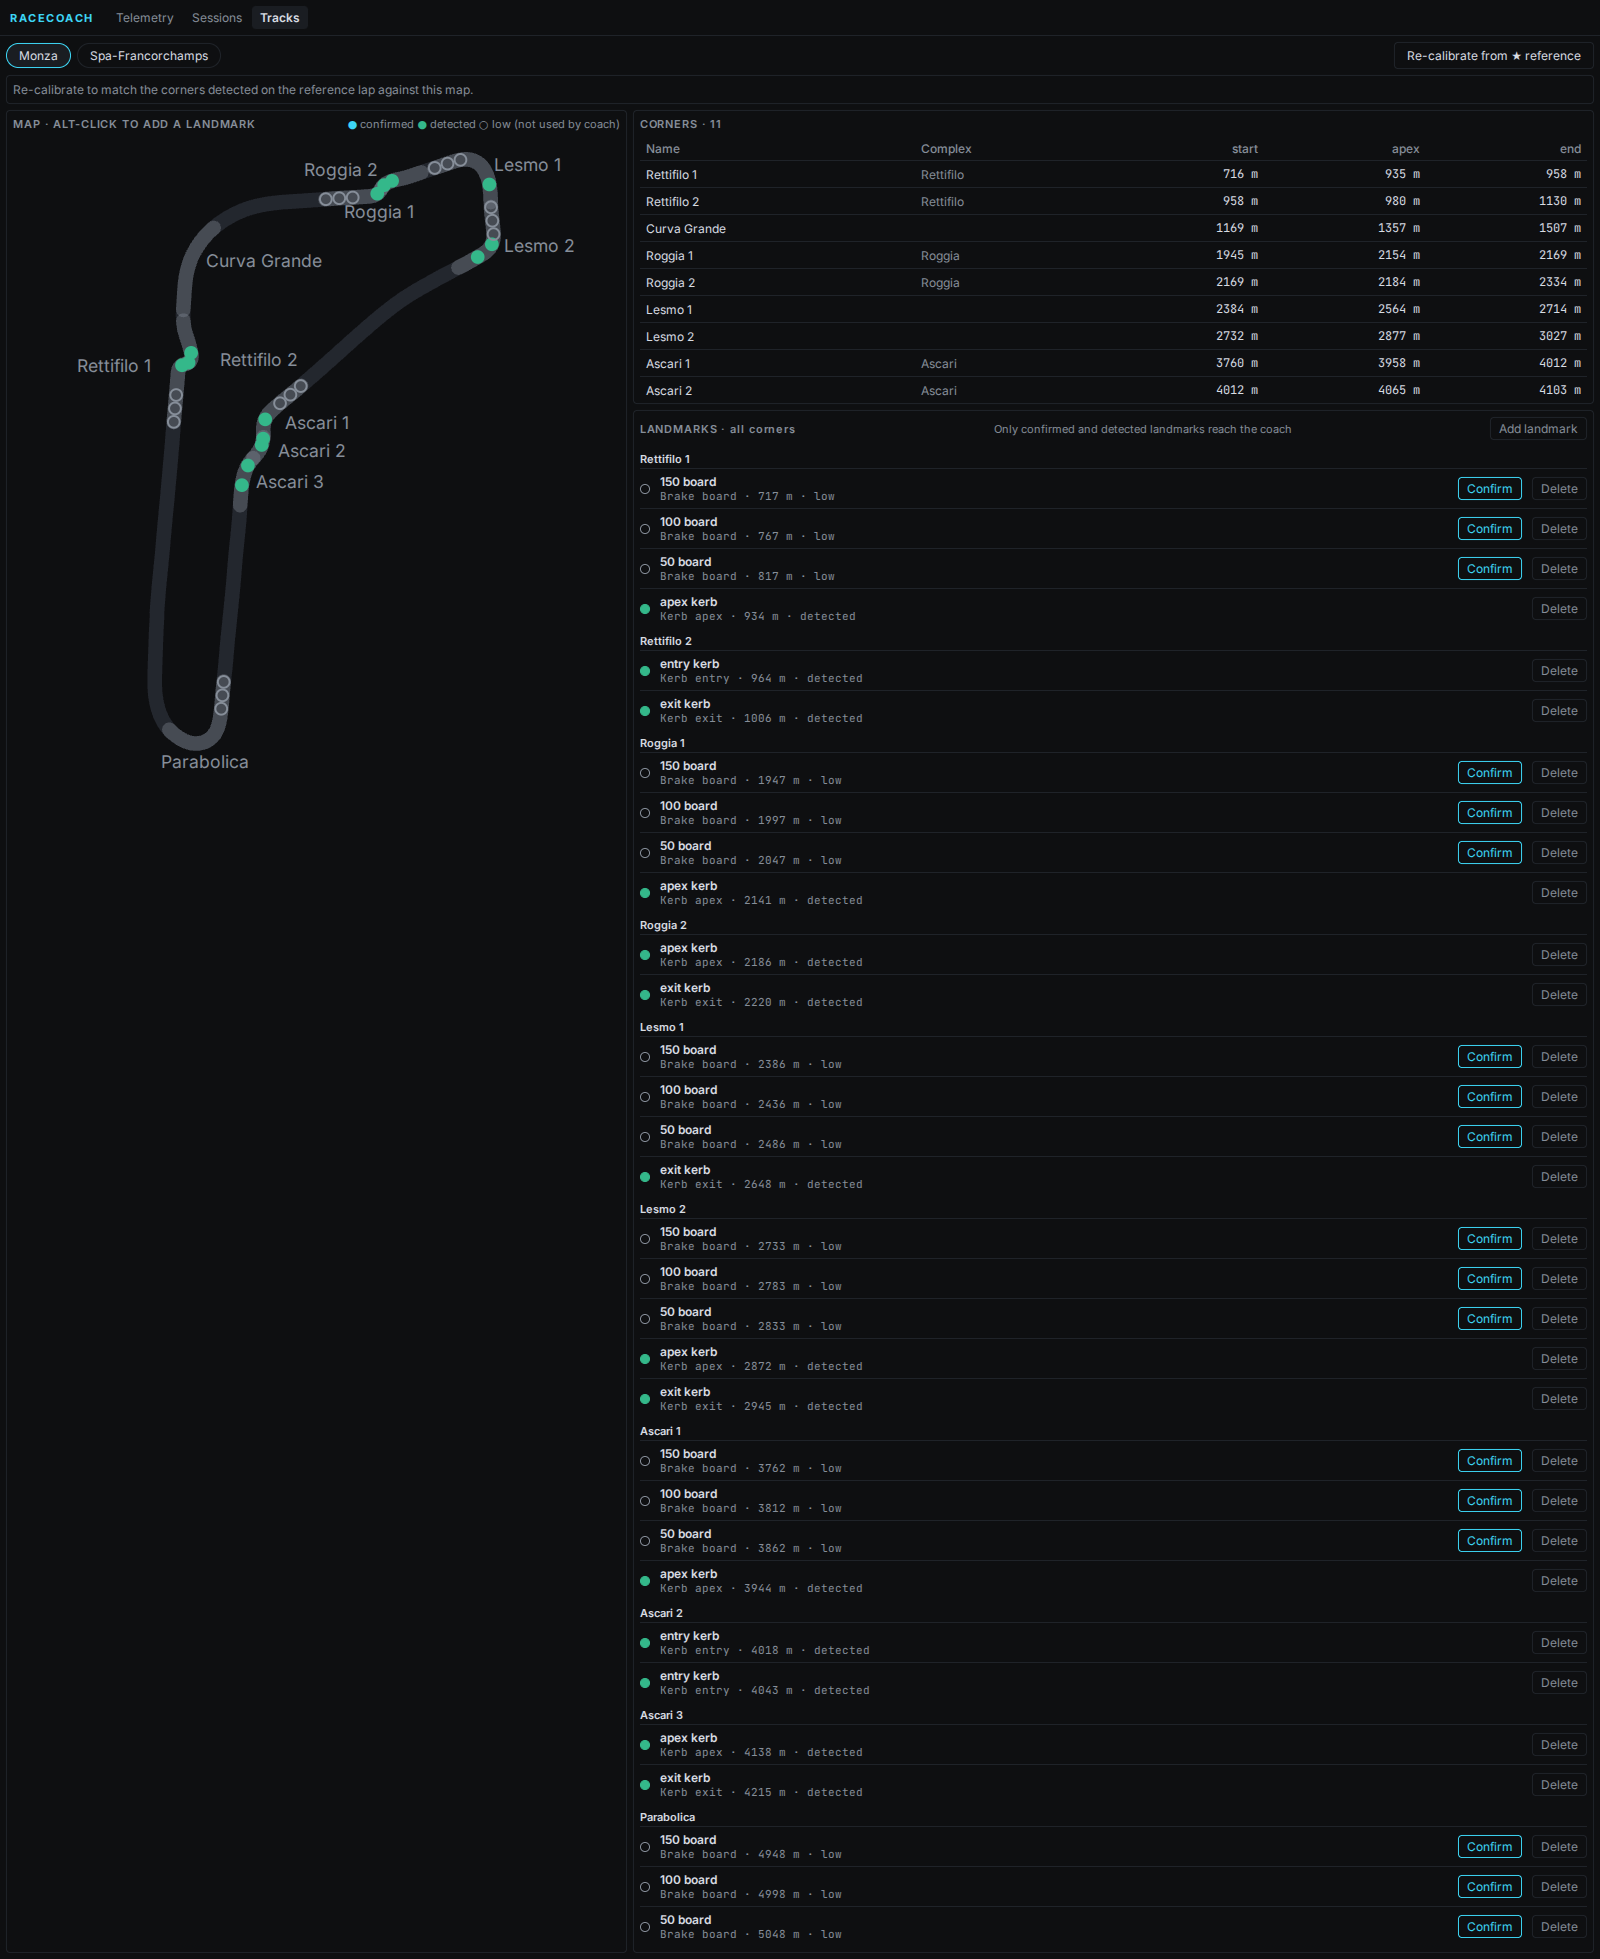 RACECOACH Telemetry Sessions Tracks
Monza Spa-Francorchamps Re-calibrate from ★ reference
Re-calibrate to match the corners detected on the reference lap against this map.
MAP · ALT-CLICK TO ADD A LANDMARK confirmed detected low (not used by coach)
Roggia 2
Lesmo 1
Roggia 1
Lesmo 2
Curva Grande
Rettifilo 1
Rettifilo 2
Ascari 1
Ascari 2
Ascari 3
Parabolica
CORNERS · 11
Name Complex start apex end
Rettifilo 1 Rettifilo 716 m 935 m 958 m
Rettifilo 2 Rettifilo 958 m 980 m 1130 m
Curva Grande 1169 m 1357 m 1507 m
Roggia 1 Roggia 1945 m 2154 m 2169 m
Roggia 2 Roggia 2169 m 2184 m 2334 m
Lesmo 1 2384 m 2564 m 2714 m
Lesmo 2 2732 m 2877 m 3027 m
Ascari 1 Ascari 3760 m 3958 m 4012 m
Ascari 2 Ascari 4012 m 4065 m 4103 m
LANDMARKS · all corners Only confirmed and detected landmarks reach the coach Add landmark
Rettifilo 1
150 board
Brake board · 717 m · low Confirm Delete
100 board
Brake board · 767 m · low Confirm Delete
50 board
Brake board · 817 m · low Confirm Delete
apex kerb
Kerb apex · 934 m · detected Delete
Rettifilo 2
entry kerb
Kerb entry · 964 m · detected Delete
exit kerb
Kerb exit · 1006 m · detected Delete
Roggia 1
150 board
Brake board · 1947 m · low Confirm Delete
100 board
Brake board · 1997 m · low Confirm Delete
50 board
Brake board · 2047 m · low Confirm Delete
apex kerb
Kerb apex · 2141 m · detected Delete
Roggia 2
apex kerb
Kerb apex · 2186 m · detected Delete
exit kerb
Kerb exit · 2220 m · detected Delete
Lesmo 1
150 board
Brake board · 2386 m · low Confirm Delete
100 board
Brake board · 2436 m · low Confirm Delete
50 board
Brake board · 2486 m · low Confirm Delete
exit kerb
Kerb exit · 2648 m · detected Delete
Lesmo 2
150 board
Brake board · 2733 m · low Confirm Delete
100 board
Brake board · 2783 m · low Confirm Delete
50 board
Brake board · 2833 m · low Confirm Delete
apex kerb
Kerb apex · 2872 m · detected Delete
exit kerb
Kerb exit · 2945 m · detected Delete
Ascari 1
150 board
Brake board · 3762 m · low Confirm Delete
100 board
Brake board · 3812 m · low Confirm Delete
50 board
Brake board · 3862 m · low Confirm Delete
apex kerb
Kerb apex · 3944 m · detected Delete
Ascari 2
entry kerb
Kerb entry · 4018 m · detected Delete
entry kerb
Kerb entry · 4043 m · detected Delete
Ascari 3
apex kerb
Kerb apex · 4138 m · detected Delete
exit kerb
Kerb exit · 4215 m · detected Delete
Parabolica
150 board
Brake board · 4948 m · low Confirm Delete
100 board
Brake board · 4998 m · low Confirm Delete
50 board
Brake board · 5048 m · low Confirm Delete